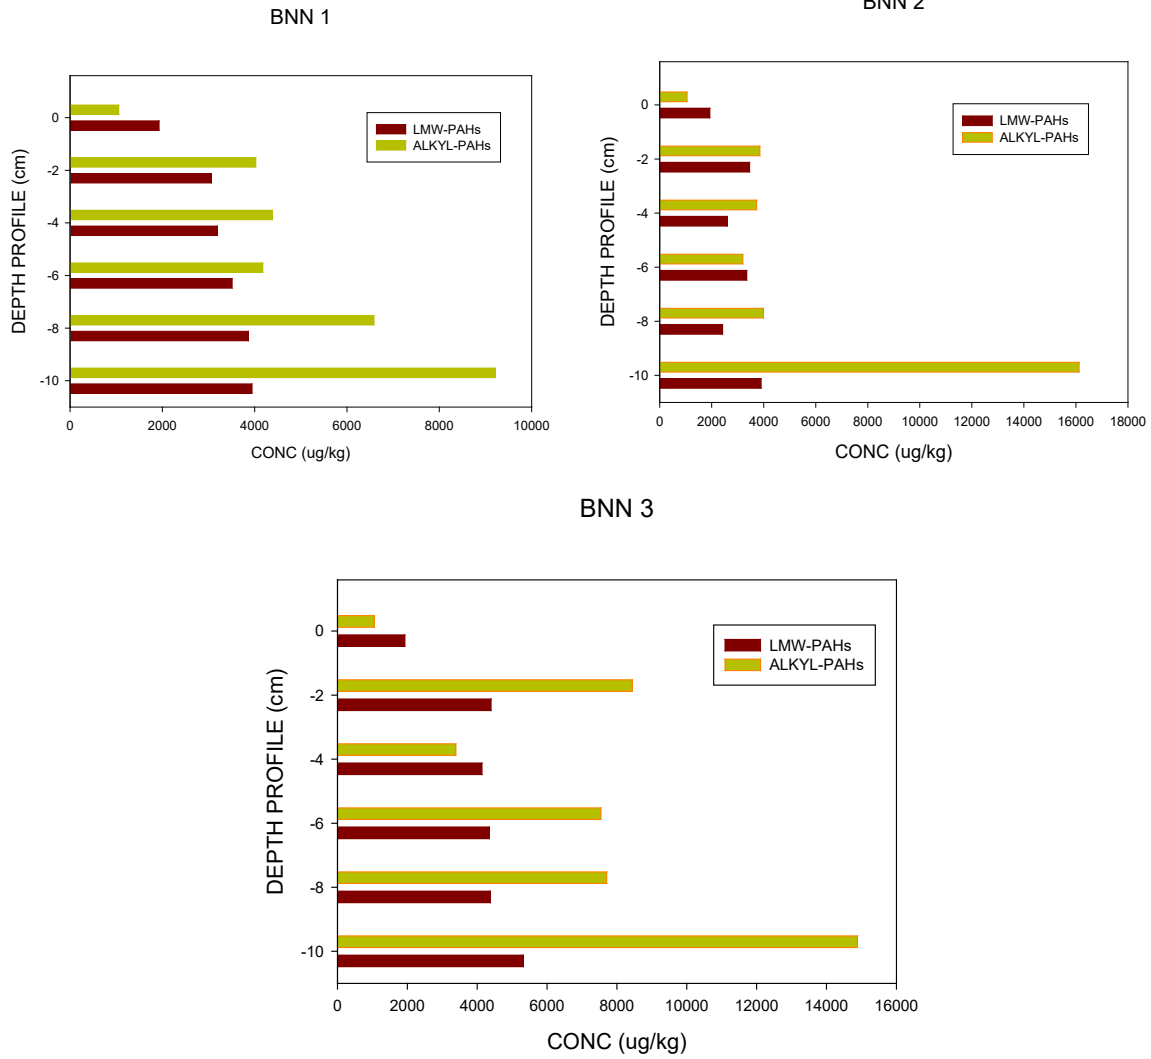 BNN 1
DEPTH PROFILE (cm)
0
-2
-4
-6
-8
-10
LMW-PAHs
ALKYL-PAHs
0 2000 4000 6000 8000 10000
CONC (ug/kg)
BNN 2
DEPTH PROFILE (cm)
0
-2
-4
-6
-8
-10
LMW-PAHs
ALKYL-PAHs
0 2000 4000 6000 8000 10000 12000 14000 16000 18000
CONC (ug/kg)
BNN 3
DEPTH PROFILE (cm)
0
-2
-4
-6
-8
-10
LMW-PAHs
ALKYL-PAHs
0 2000 4000 6000 8000 10000 12000 14000 16000
CONC (ug/kg)